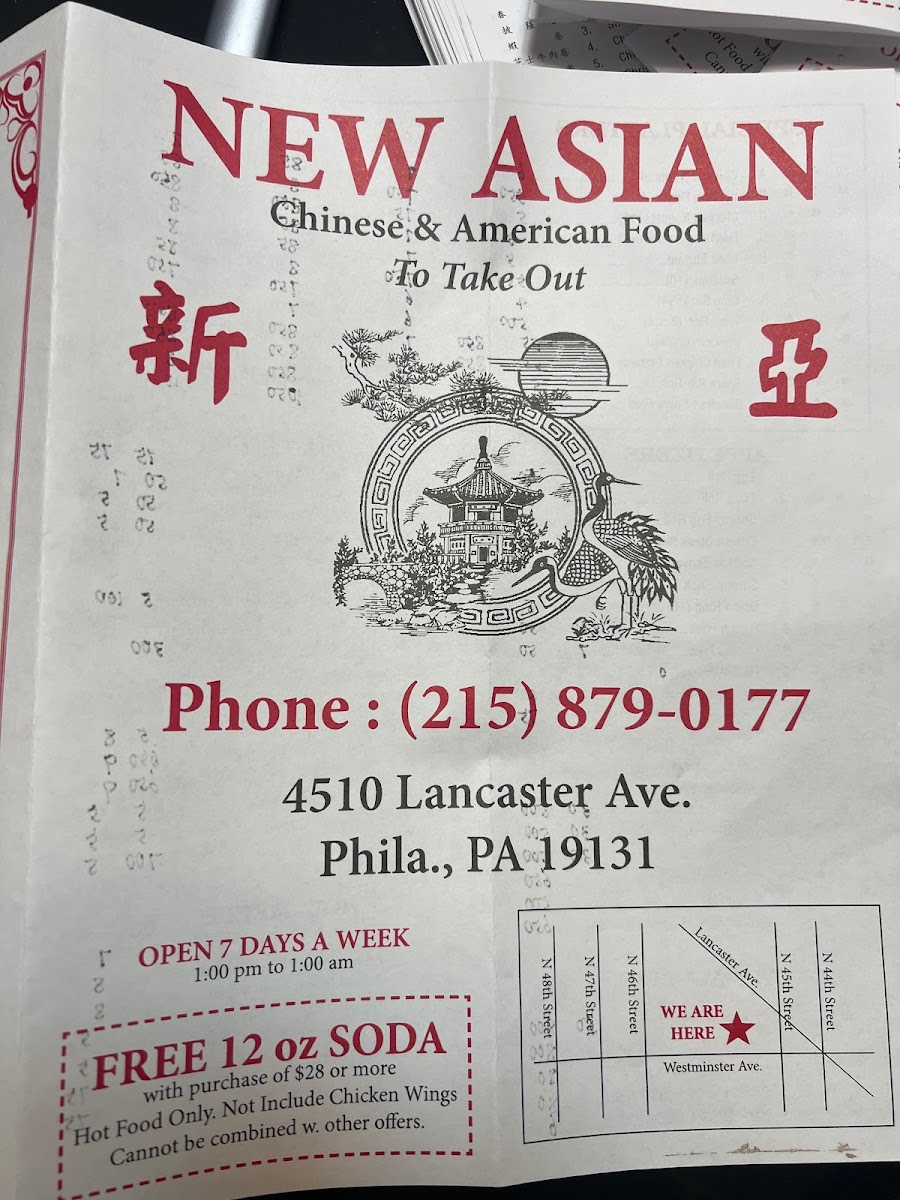 NEW ASIAN
Chinese & American Food
To Take Out
新 亞
Phone : (215) 879-0177
4510 Lancaster Ave.
Phila., PA 19131
OPEN 7 DAYS A WEEK
1:00 pm to 1:00 am
FREE 12 oz SODA
with purchase of $28 or more
Hot Food Only. Not Include Chicken Wings
Cannot be combined w. other offers.
N 48th Street
N 47th Street
N 46th Street
Lancaster Ave.
N 45th Street
N 44th Street
WE ARE
HERE
Westminster Ave.